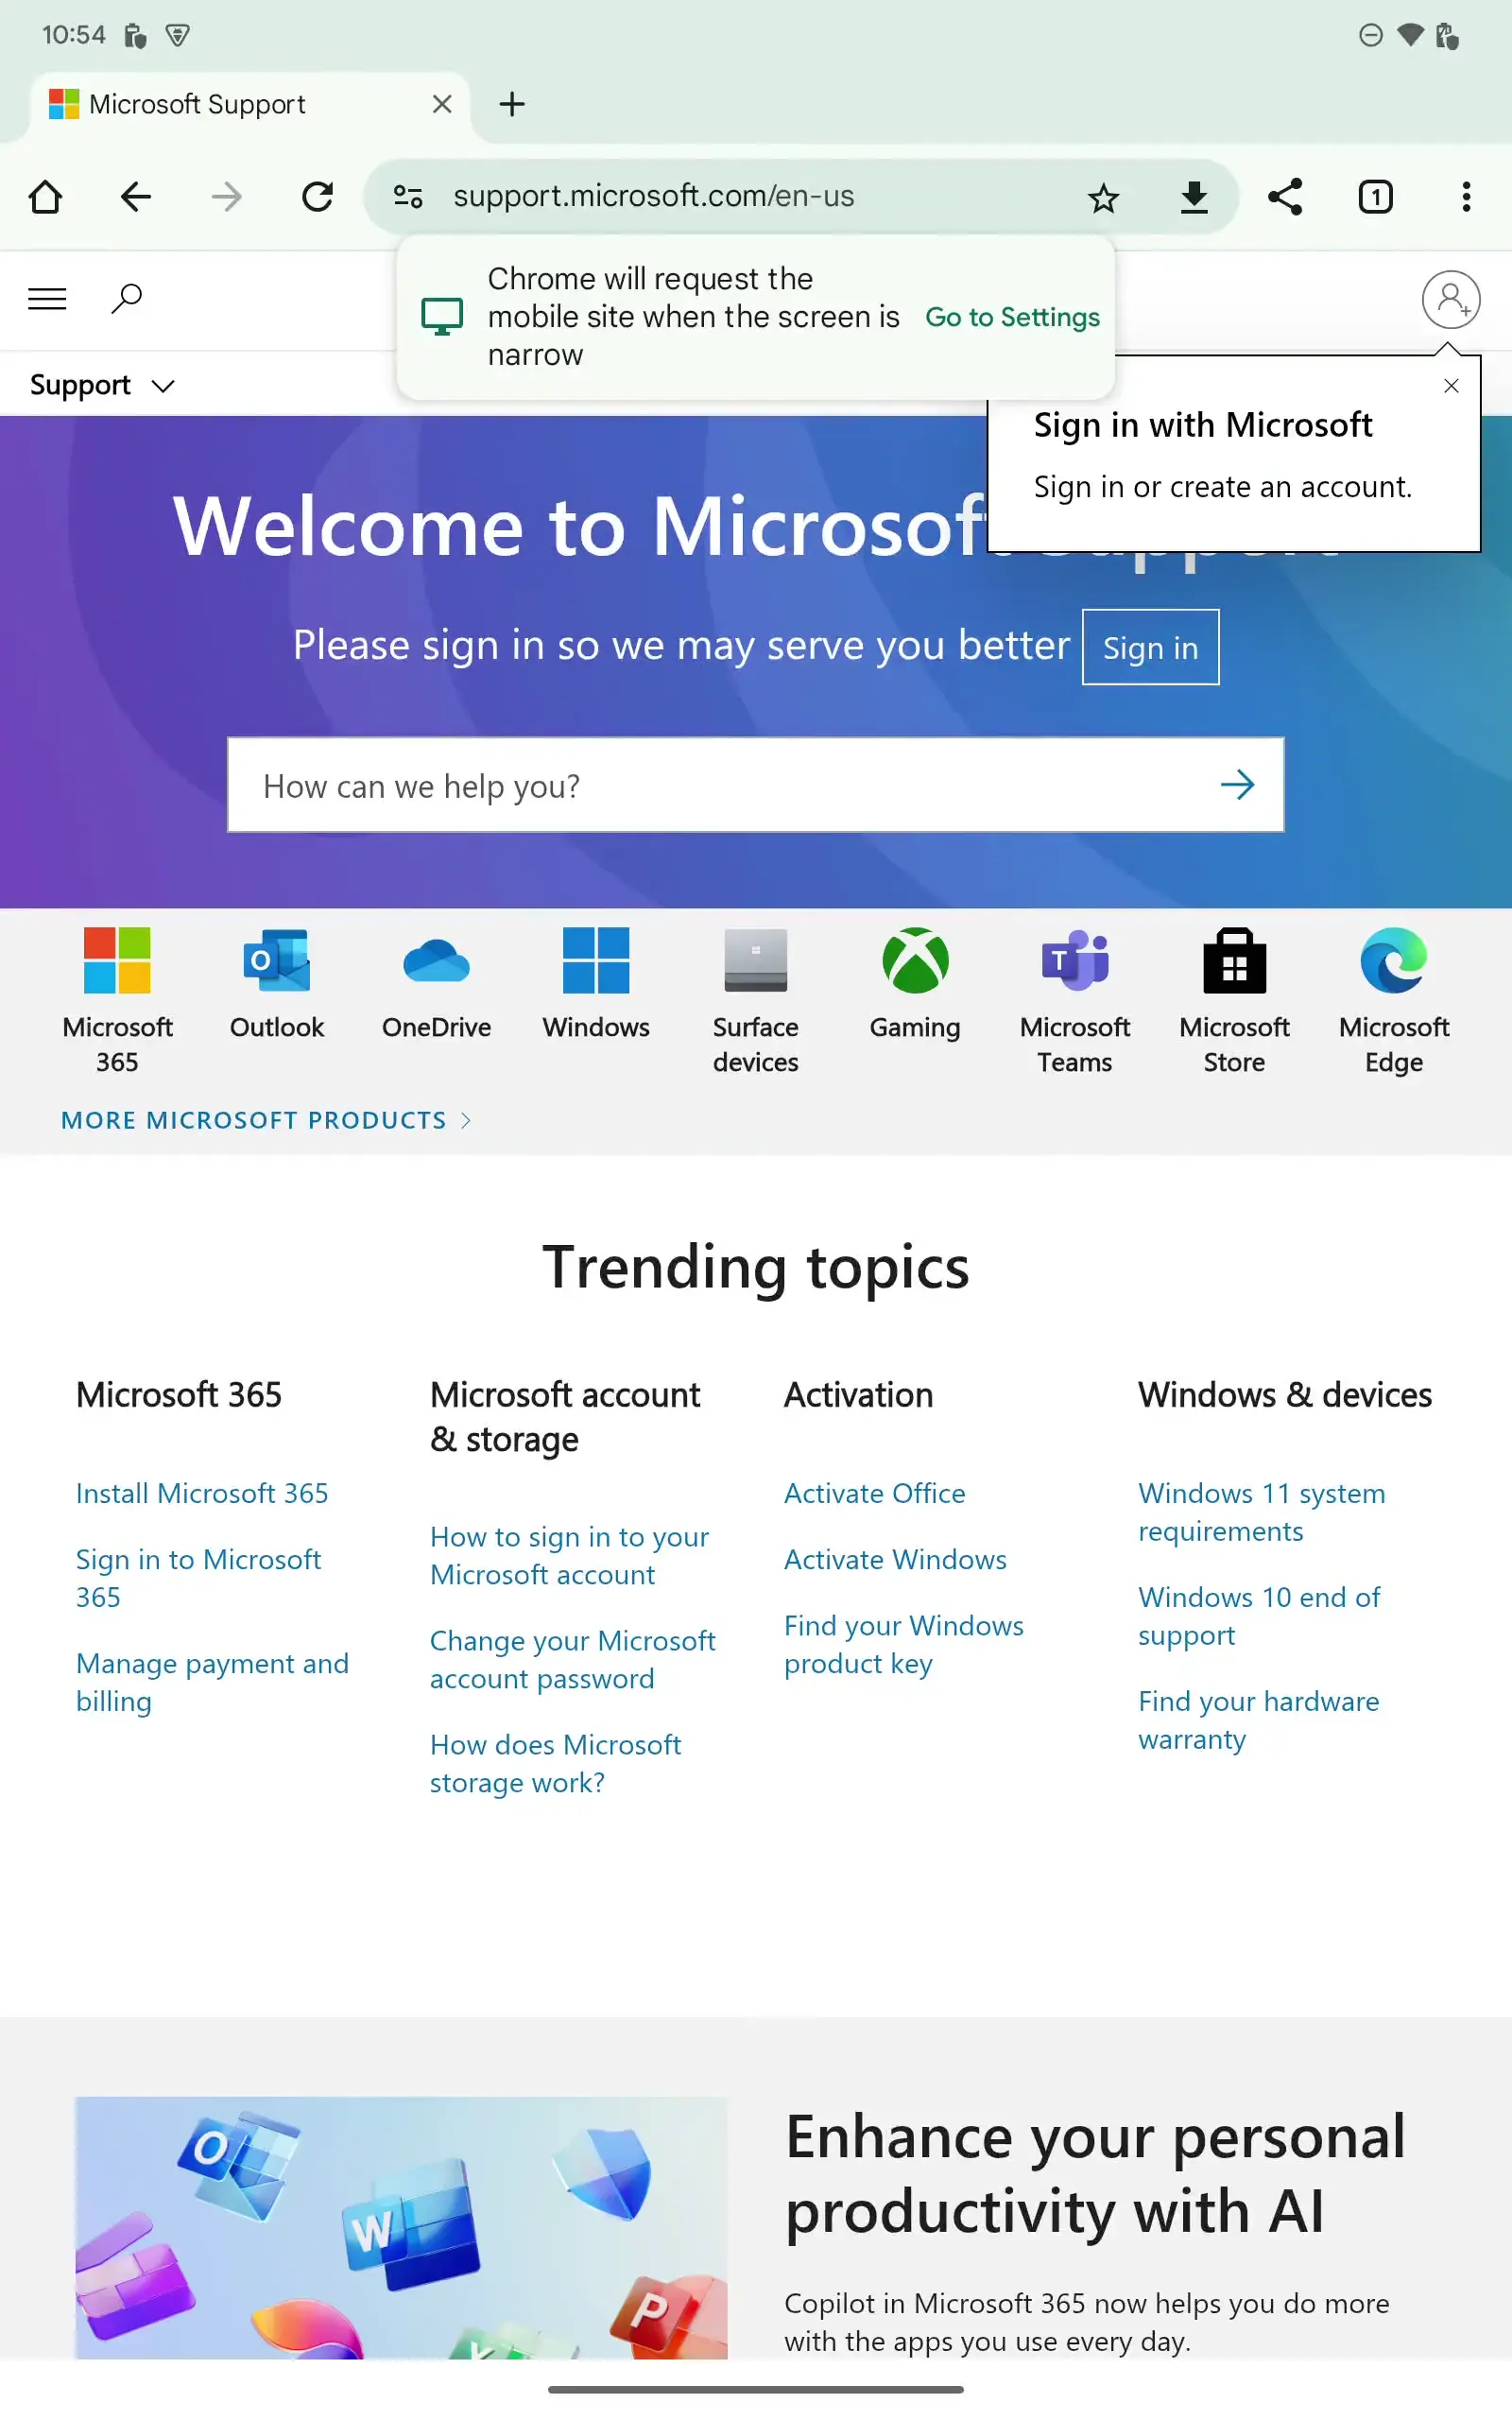 10:54
Microsoft Support
support.microsoft.com/en-us
1
Chrome will request the
mobile site when the screen is
narrow
Go to Settings
Support
Sign in with Microsoft
Sign in or create an account.
Welcome to Microsoft Support
Please sign in so we may serve you better
Sign in
How can we help you?
Microsoft
365
Outlook
OneDrive
Windows
Surface
devices
Gaming
Microsoft
Teams
Microsoft
Store
Microsoft
Edge
MORE MICROSOFT PRODUCTS
Trending topics
Microsoft 365
Install Microsoft 365
Sign in to Microsoft
365
Manage payment and
billing
Microsoft account
& storage
How to sign in to your
Microsoft account
Change your Microsoft
account password
How does Microsoft
storage work?
Activation
Activate Office
Activate Windows
Find your Windows
product key
Windows & devices
Windows 11 system
requirements
Windows 10 end of
support
Find your hardware
warranty
Enhance your personal
productivity with AI
Copilot in Microsoft 365 now helps you do more
with the apps you use every day.